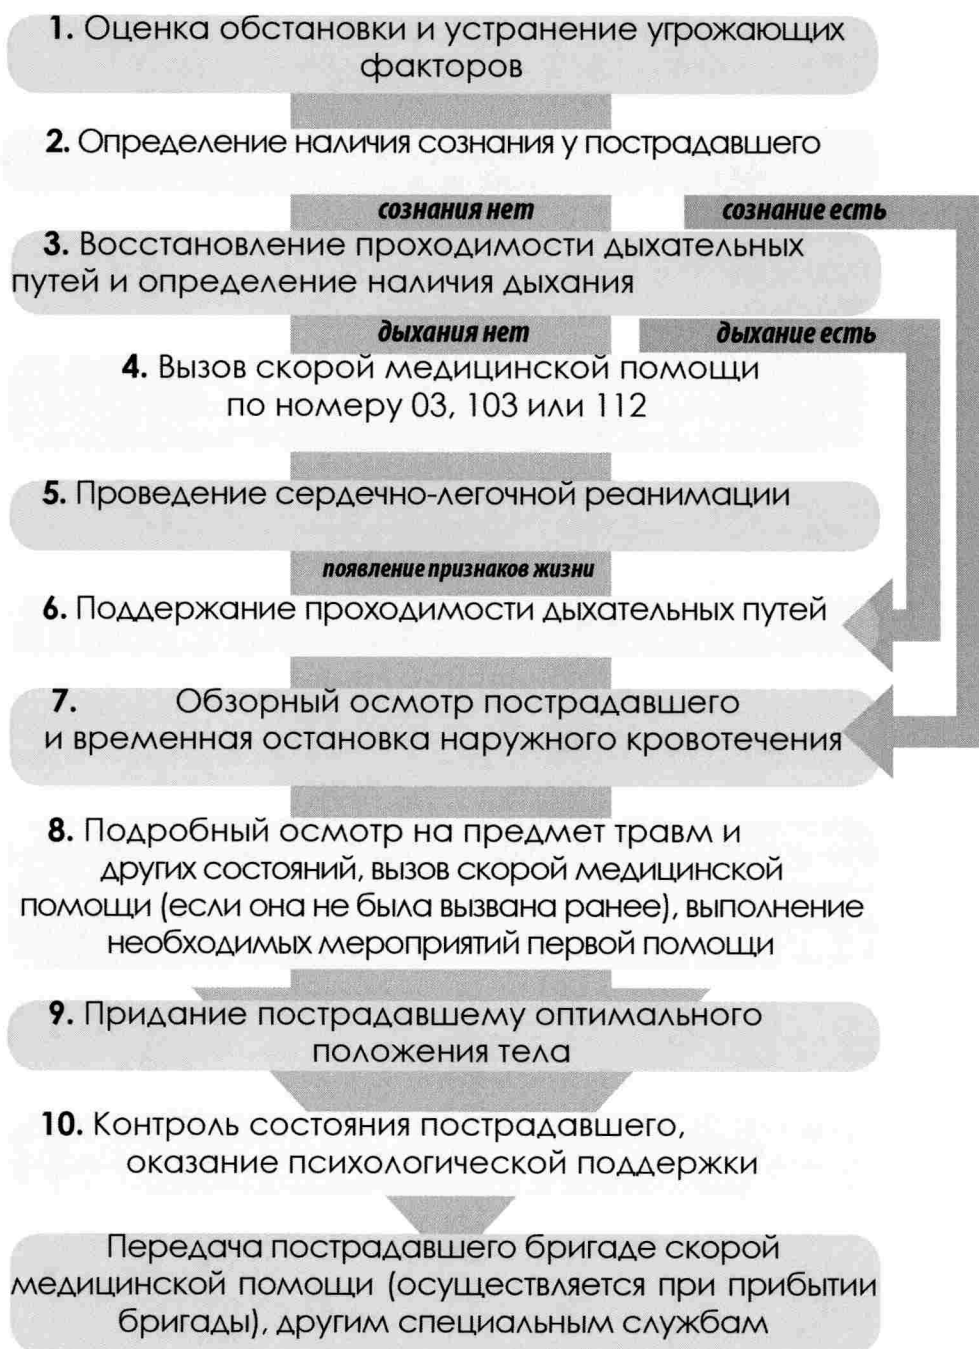 1. Оценка обстановки и устранение угрожающих
факторов
2. Определение наличия сознания у пострадавшего
сознания нет
сознание есть
3. Восстановление проходимости дыхательных
путей и определение наличия дыхания
дыхания нет
дыхание есть
4. Вызов скорой медицинской помощи
по номеру 03, 103 или 112
5. Проведение сердечно-легочной реанимации
появление признаков жизни
6. Поддержание проходимости дыхательных путей
7. Обзорный осмотр пострадавшего
и временная остановка наружного кровотечения
8. Подробный осмотр на предмет травм и
других состояний, вызов скорой медицинской
помощи (если она не была вызвана ранее), выполнение
необходимых мероприятий первой помощи
9. Придание пострадавшему оптимального
положения тела
10. Контроль состояния пострадавшего,
оказание психологической поддержки
Передача пострадавшего бригаде скорой
медицинской помощи (осуществляется при прибытии
бригады), другим специальным службам